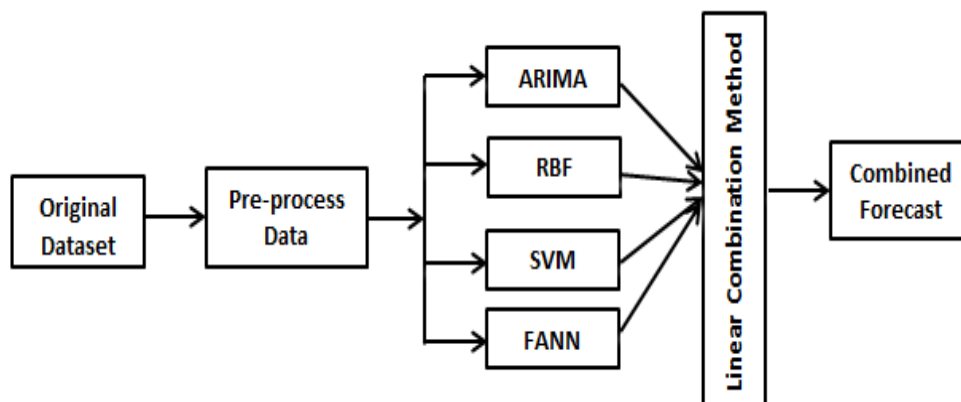 Original
Dataset
Pre-process
Data
ARIMA
RBF
SVM
FANN
Linear Combination Method
Combined
Forecast